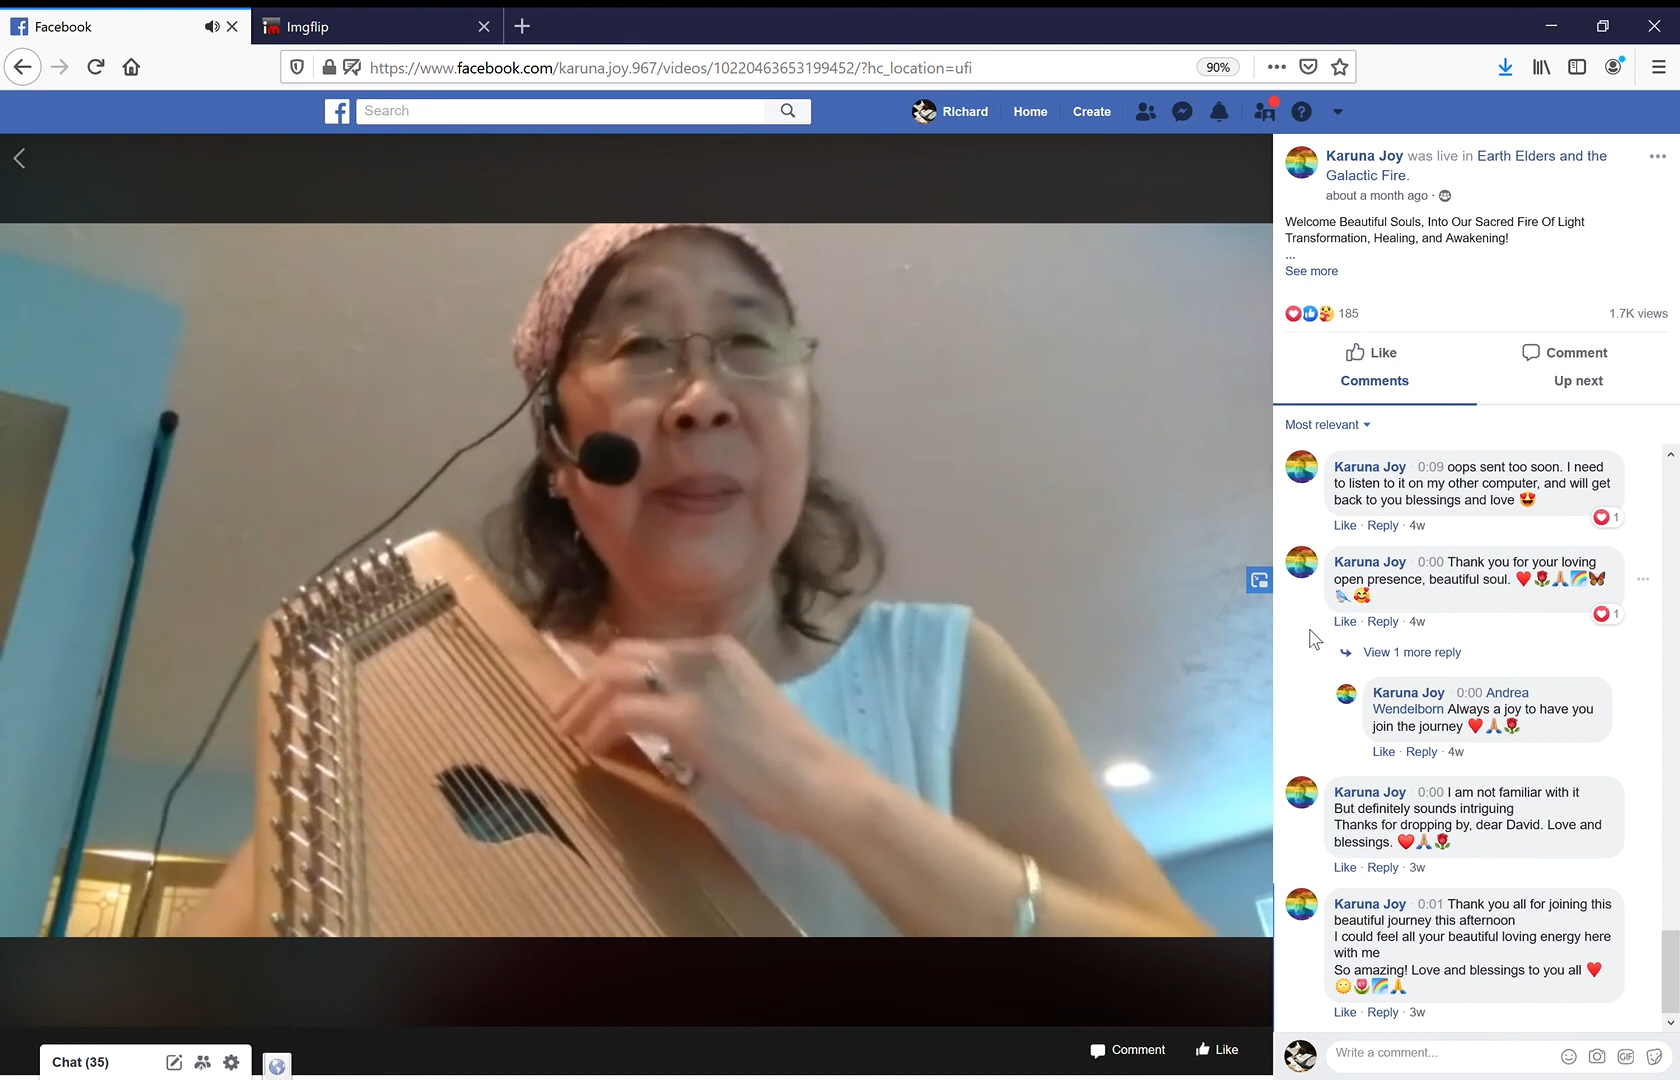 Facebook
Imgflip
https://www.facebook.com/karuna.joy.967/videos/10220463653199452/?hc_location=ufi
90%
Search
Richard
Home
Create
Karuna Joy was live in Earth Elders and the
Galactic Fire.
about a month ago ·
Welcome Beautiful Souls, Into Our Sacred Fire Of Light
Transformation, Healing, and Awakening!
...
See more
185
1.7K views
Like
Comment
Comments
Up next
Most relevant
Karuna Joy · 0:09 oops sent too soon. I need
to listen to it on my other computer, and will get
back to you blessings and love 😍
1
Like · Reply · 4w
Karuna Joy · 0:00 Thank you for your loving
open presence, beautiful soul. ❤️🌹🙏🌈🦋
🐦🥰
1
Like · Reply · 4w
View 1 more reply
Karuna Joy · 0:00 Andrea
Wendelborn Always a joy to have you
join the journey ❤️🙏🌹
Like · Reply · 4w
Karuna Joy · 0:00 I am not familiar with it
But definitely sounds intriguing
Thanks for dropping by, dear David. Love and
blessings. ❤️🙏🌹
Like · Reply · 3w
Karuna Joy · 0:01 Thank you all for joining this
beautiful journey this afternoon
I could feel all your beautiful loving energy here
with me
So amazing! Love and blessings to you all ❤️
🌞🌷🌈🙏
Like · Reply · 3w
Write a comment...
GIF
Comment
Like
Chat (35)